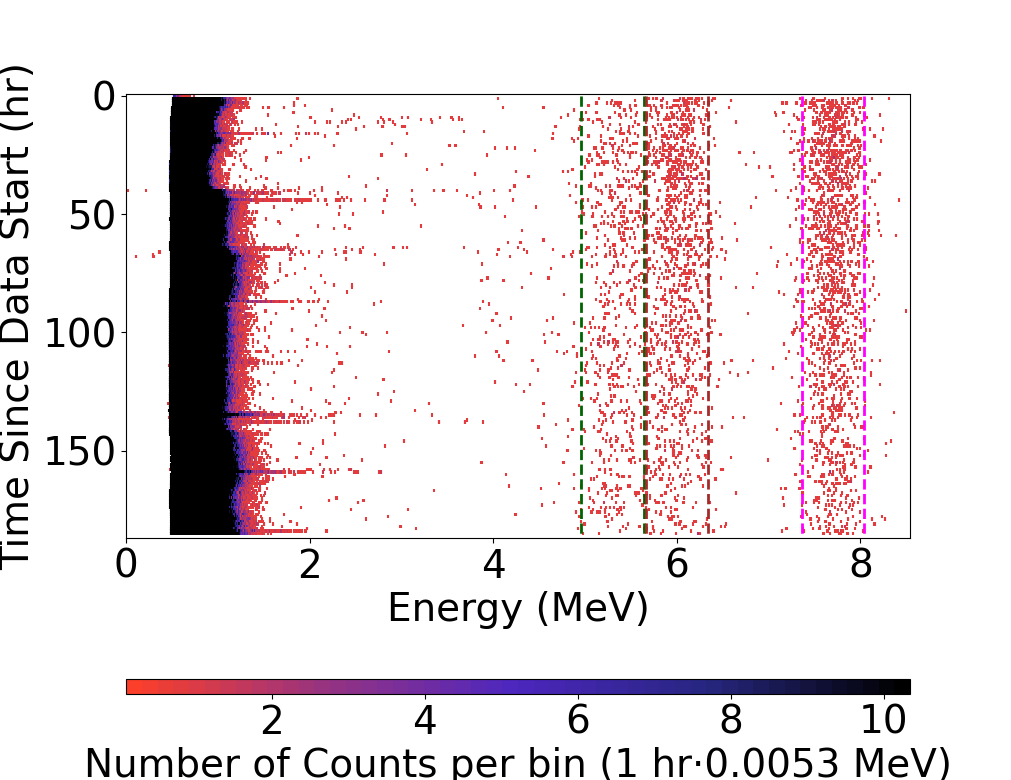 Time Since Data Start (hr)
0
50
100
150
0 2 4 6 8
Energy (MeV)
2 4 6 8 10
Number of Counts per bin (1 hr·0.0053 MeV)